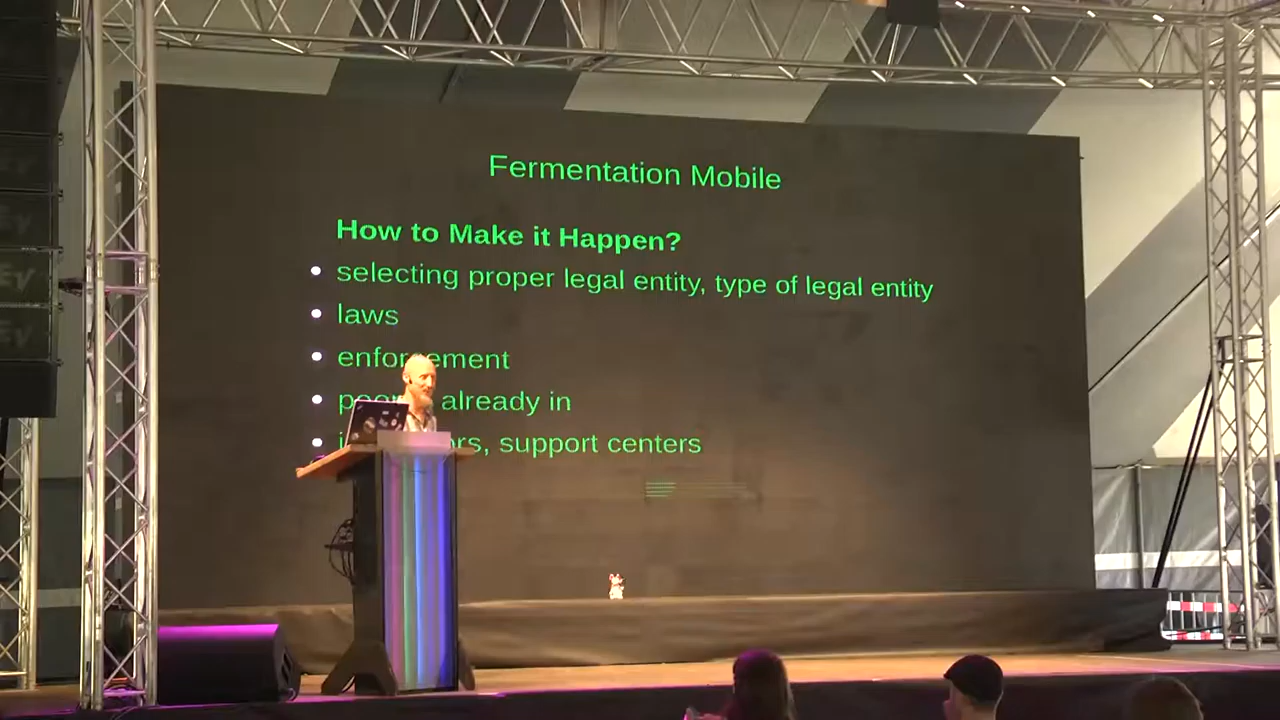 Fermentation Mobile
How to Make it Happen?
selecting proper legal entity, type of legal entity
laws
enforcement
already in
support centers